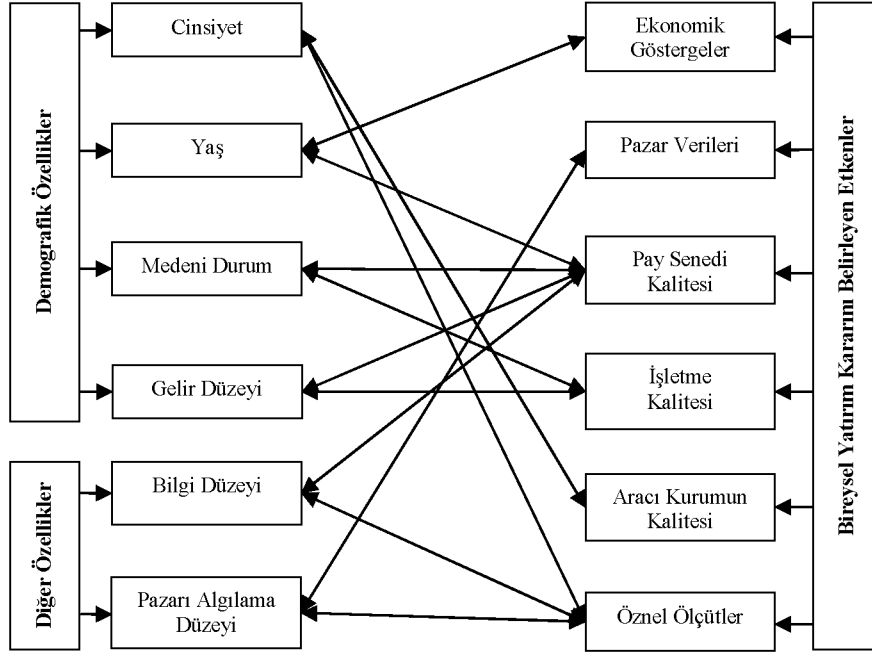 Demografik Özellikler
Cinsiyet
Yaş
Medeni Durum
Gelir Düzeyi
Diğer Özellikler
Bilgi Düzeyi
Pazarı Algılama
Düzeyi
Ekonomik
Göstergeler
Pazar Verileri
Pay Senedi
Kalitesi
İşletme
Kalitesi
Aracı Kurumun
Kalitesi
Öznel Ölçütler
Bireysel Yatırım Kararını Belirleyen Etkenler